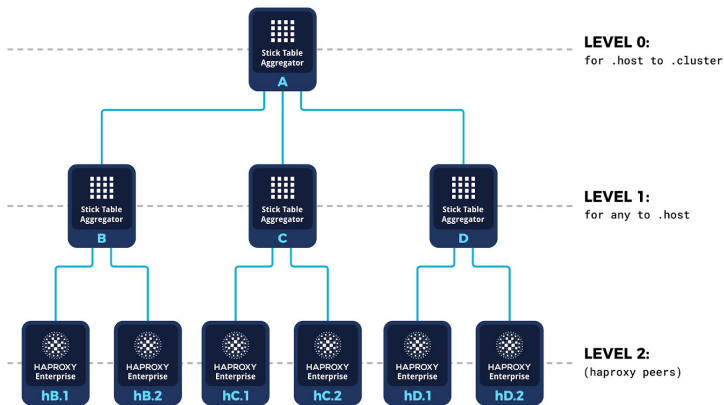 Stick Table
Aggregator
A
LEVEL 0:
for .host to .cluster
Stick Table
Aggregator
B
Stick Table
Aggregator
C
Stick Table
Aggregator
D
LEVEL 1:
for any to .host
HAPROXY
Enterprise
hB.1
HAPROXY
Enterprise
hB.2
HAPROXY
Enterprise
hC.1
HAPROXY
Enterprise
hC.2
HAPROXY
Enterprise
hD.1
HAPROXY
Enterprise
hD.2
LEVEL 2:
(haproxy peers)